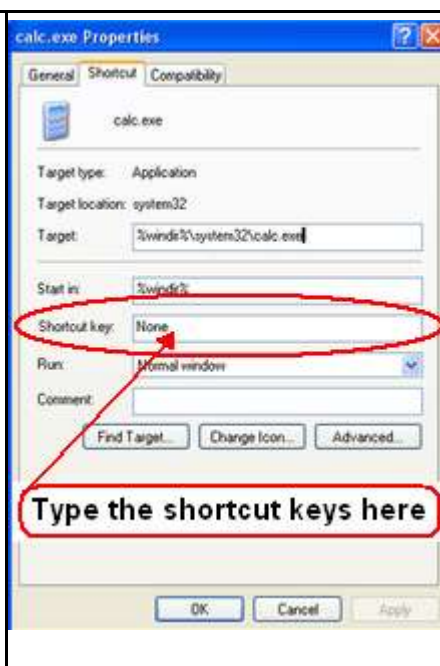 calc.exe Properties
General Shortcut Compatibility
calc.exe
Target type: Application
Target location: system32
Target: %windir%\system32\calc.exe
Start in: %windir%
Shortcut key: None
Run: Normal window
Comment:
Find Target... Change Icon... Advanced...
Type the shortcut keys here
OK Cancel Apply